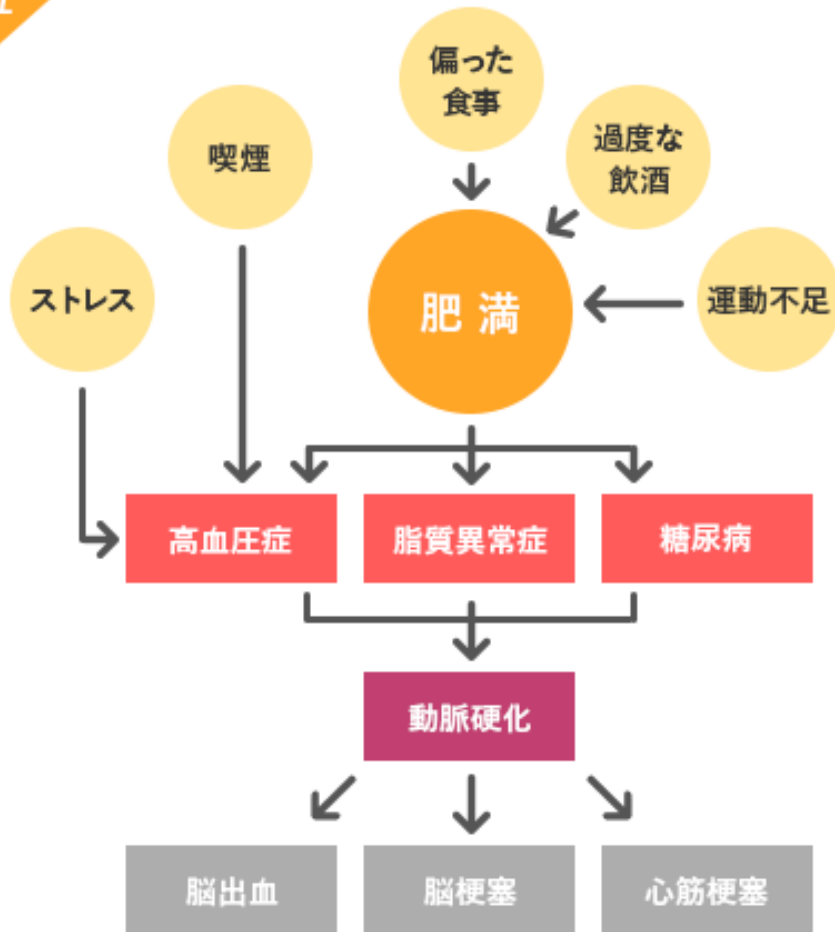 偏った
食事
喫煙
過度な
飲酒
ストレス
肥満
運動不足
高血圧症
脂質異常症
糖尿病
動脈硬化
脳出血
脳梗塞
心筋梗塞